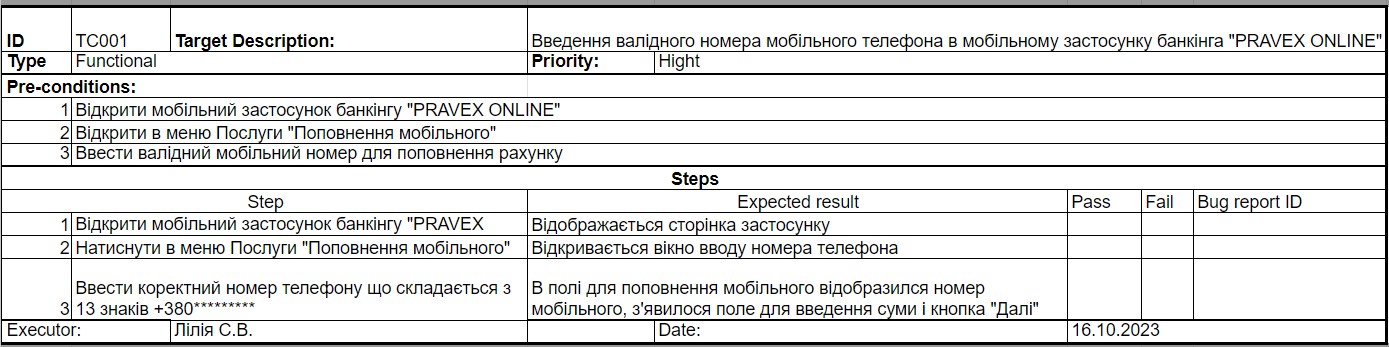 ID TC001 Target Description: Введення валідного номера мобільного телефона в мобільному застосунку банкінга "PRAVEX ONLINE"
Type Functional Priority: Hight
Pre-conditions:
1 Відкрити мобільний застосунок банкінгу "PRAVEX ONLINE"
2 Відкрити в меню Послуги "Поповнення мобільного"
3 Ввести валідний мобільний номер для поповнення рахунку
Steps
Step Expected result Pass Fail Bug report ID
1 Відкрити мобільний застосунок банкінгу "PRAVEX Відображається сторінка застосунку
2 Натиснути в меню Послуги "Поповнення мобільного" Відкривається вікно вводу номера телефона
Ввести коректний номер телефону що складається з В полі для поповнення мобільного відобразился номер
3 13 знаків +380********* мобільного, з'явилося поле для введення суми і кнопка "Далі"
Executor: Лілія С.В. Date: 16.10.2023